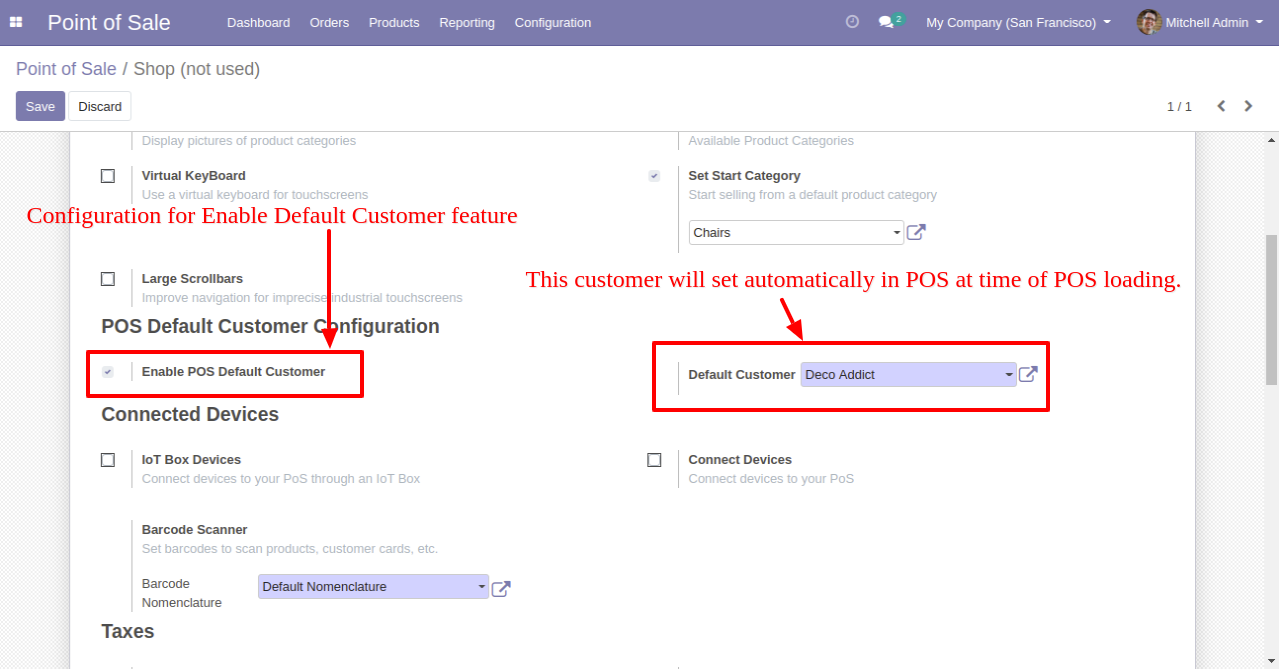 Point of Sale Dashboard Orders Products Reporting Configuration 2 My Company (San Francisco) Mitchell Admin
Point of Sale / Shop (not used)
Save Discard 1 / 1
Display pictures of product categories Available Product Categories
Virtual KeyBoard Set Start Category
Use a virtual keyboard for touchscreens Start selling from a default product category
Configuration for Enable Default Customer feature
Chairs
Large Scrollbars
This customer will set automatically in POS at time of POS loading.
Improve navigation for imprecise industrial touchscreens
POS Default Customer Configuration
Enable POS Default Customer Default Customer Deco Addict
Connected Devices
IoT Box Devices Connect Devices
Connect devices to your PoS through an IoT Box Connect devices to your PoS
Barcode Scanner
Set barcodes to scan products, customer cards, etc.
Barcode Default Nomenclature
Nomenclature
Taxes